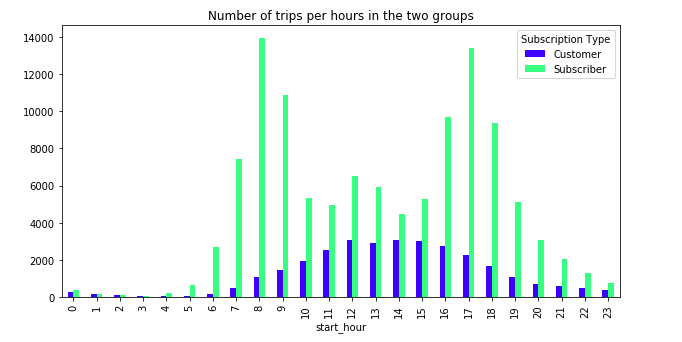 Number of trips per hours in the two groups
Subscription Type
Customer
Subscriber
14000
12000
10000
8000
6000
4000
2000
0
0 1 2 3 4 5 6 7 8 9 10 11 12 13 14 15 16 17 18 19 20 21 22 23
start_hour